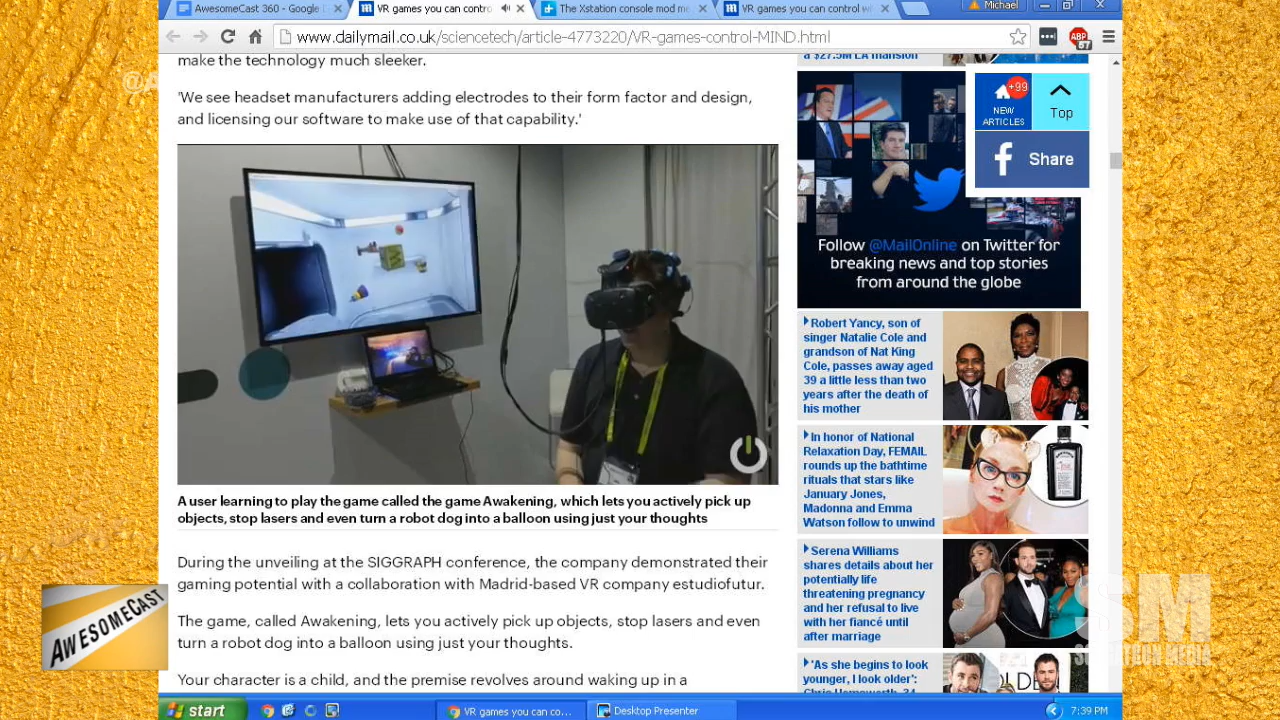 AwesomeCast 360 - Google
VR games you can contro
The Xstation console mod me
VR games you can control w
Michael
www.dailymail.co.uk/sciencetech/article-4773220/VR-games-control-MIND.html
ABP
57
make the technology much sleeker.
'We see headset manufacturers adding electrodes to their form factor and design,
and licensing our software to make use of that capability.'
A user learning to play the game called the game Awakening, which lets you actively pick up
objects, stop lasers and even turn a robot dog into a balloon using just your thoughts
During the unveiling at the SIGGRAPH conference, the company demonstrated their
gaming potential with a collaboration with Madrid-based VR company estudiofutur.
The game, called Awakening, lets you actively pick up objects, stop lasers and even
turn a robot dog into a balloon using just your thoughts.
Your character is a child, and the premise revolves around waking up in a
a $27.5M LA mansion
+99
NEW
ARTICLES
Top
f Share
Follow @MailOnline on Twitter for
breaking news and top stories
from around the globe
Robert Yancy, son of
singer Natalie Cole and
grandson of Nat King
Cole, passes away aged
39 a little less than two
years after the death of
his mother
In honor of National
Relaxation Day, FEMAIL
rounds up the bathtime
rituals that stars like
January Jones,
Madonna and Emma
Watson follow to unwind
Serena Williams
shares details about her
potentially life
threatening pregnancy
and her refusal to live
with her fiancé until
after marriage
'As she begins to look
younger, I look older':
Chris Hemsworth, 34
AWESOMECAST
SM
start
VR games you can co...
Desktop Presenter
7:39 PM